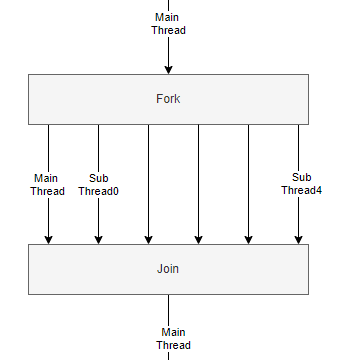 Main
Thread
Fork
Main
Thread
Sub
Thread0
Sub
Thread4
Join
Main
Thread